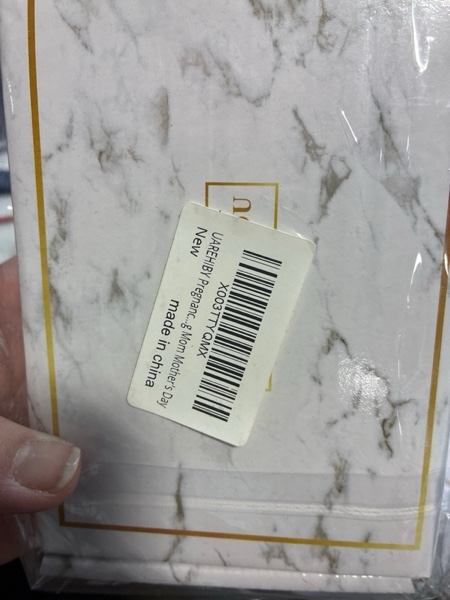 X003TTYQMX
UAREHIBY Pregnanc...g Mom Mother's Day
New
made in china